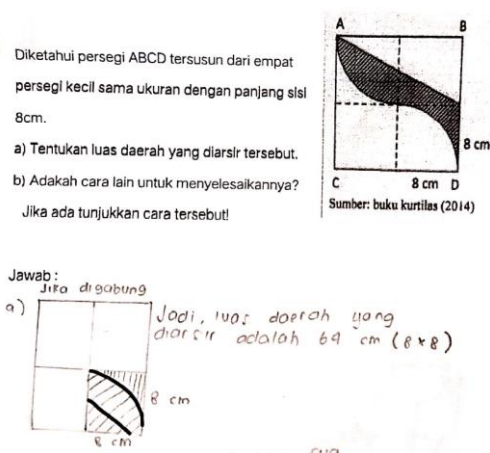 A
B
Diketahui persegi ABCD tersusun dari empat
persegi kecil sama ukuran dengan panjang sisi
8cm.
a) Tentukan luas daerah yang diarsir tersebut.
b) Adakah cara lain untuk menyelesaikannya?
Jika ada tunjukkan cara tersebut!
8 cm
C
8 cm
D
Sumber: buku kurtilas (2014)
Jawab :
Jika digabung
a)
Jadi, luas daerah yang
diarsir adalah 64 cm (8 x 8)
8 cm
8 cm